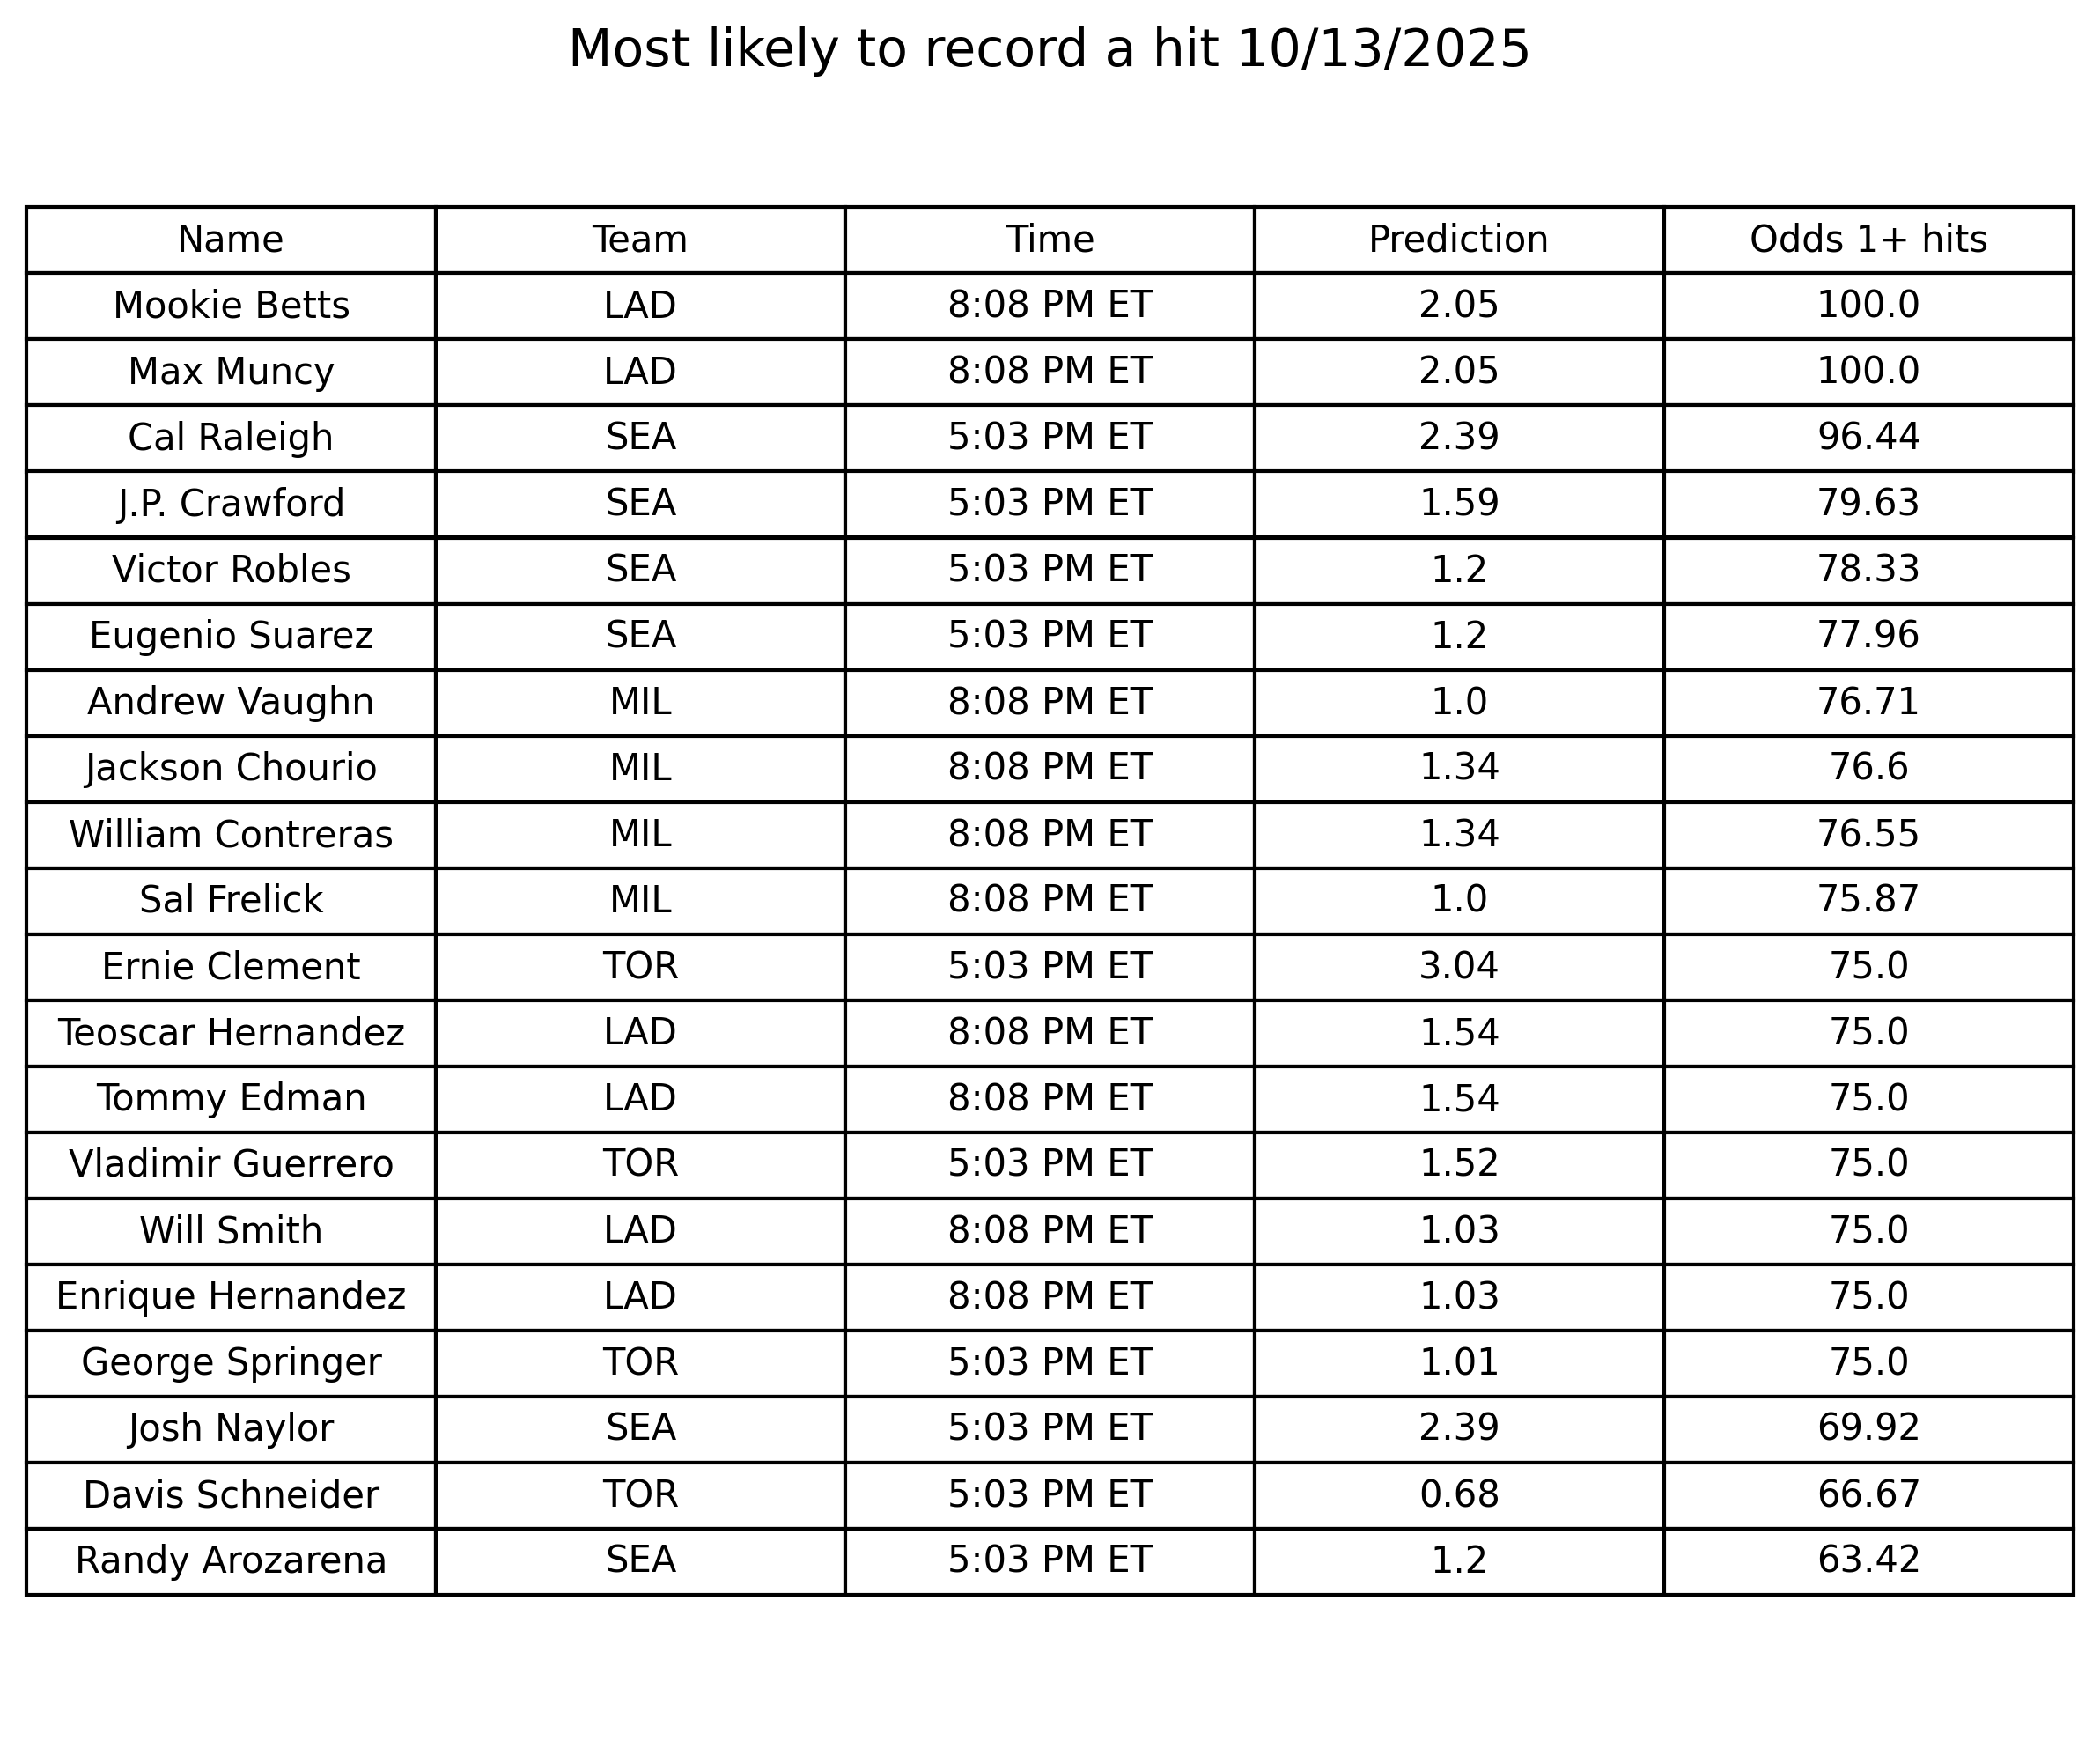 Most likely to record a hit 10/13/2025
Name Team Time Prediction Odds 1+ hits
Mookie Betts LAD 8:08 PM ET 2.05 100.0
Max Muncy LAD 8:08 PM ET 2.05 100.0
Cal Raleigh SEA 5:03 PM ET 2.39 96.44
J.P. Crawford SEA 5:03 PM ET 1.59 79.63
Victor Robles SEA 5:03 PM ET 1.2 78.33
Eugenio Suarez SEA 5:03 PM ET 1.2 77.96
Andrew Vaughn MIL 8:08 PM ET 1.0 76.71
Jackson Chourio MIL 8:08 PM ET 1.34 76.6
William Contreras MIL 8:08 PM ET 1.34 76.55
Sal Frelick MIL 8:08 PM ET 1.0 75.87
Ernie Clement TOR 5:03 PM ET 3.04 75.0
Teoscar Hernandez LAD 8:08 PM ET 1.54 75.0
Tommy Edman LAD 8:08 PM ET 1.54 75.0
Vladimir Guerrero TOR 5:03 PM ET 1.52 75.0
Will Smith LAD 8:08 PM ET 1.03 75.0
Enrique Hernandez LAD 8:08 PM ET 1.03 75.0
George Springer TOR 5:03 PM ET 1.01 75.0
Josh Naylor SEA 5:03 PM ET 2.39 69.92
Davis Schneider TOR 5:03 PM ET 0.68 66.67
Randy Arozarena SEA 5:03 PM ET 1.2 63.42